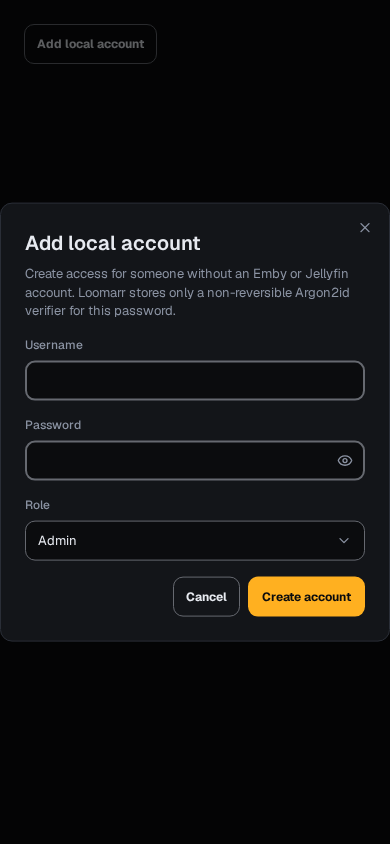 Add local account
Add local account
Create access for someone without an Emby or Jellyfin
account. Loomarr stores only a non-reversible Argon2id
verifier for this password.
Username
Password
Role
Admin
Cancel
Create account